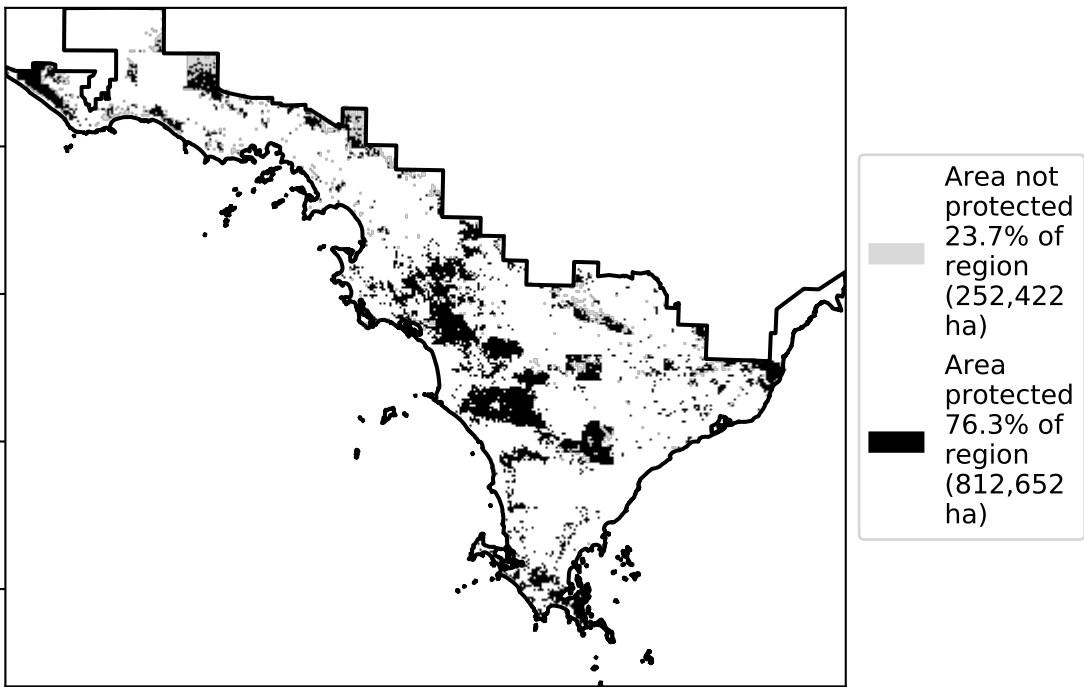 Area not
protected
23.7% of
region
(252,422
ha)
Area
protected
76.3% of
region
(812,652
ha)